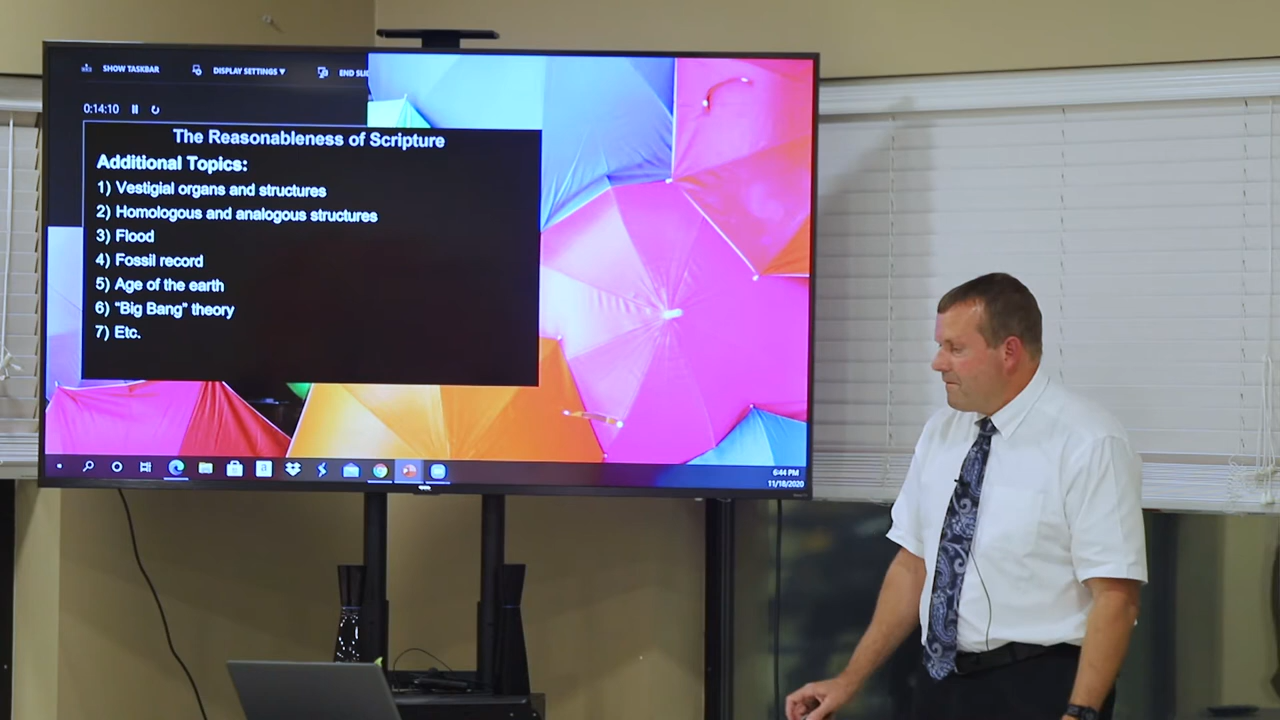 SHOW TASKBAR
DISPLAY SETTINGS ▼
END SLI
0:14:10
The Reasonableness of Scripture
Additional Topics:
1) Vestigial organs and structures
2) Homologous and analogous structures
3) Flood
4) Fossil record
5) Age of the earth
6) “Big Bang” theory
7) Etc.
6:44 PM
11/18/2020